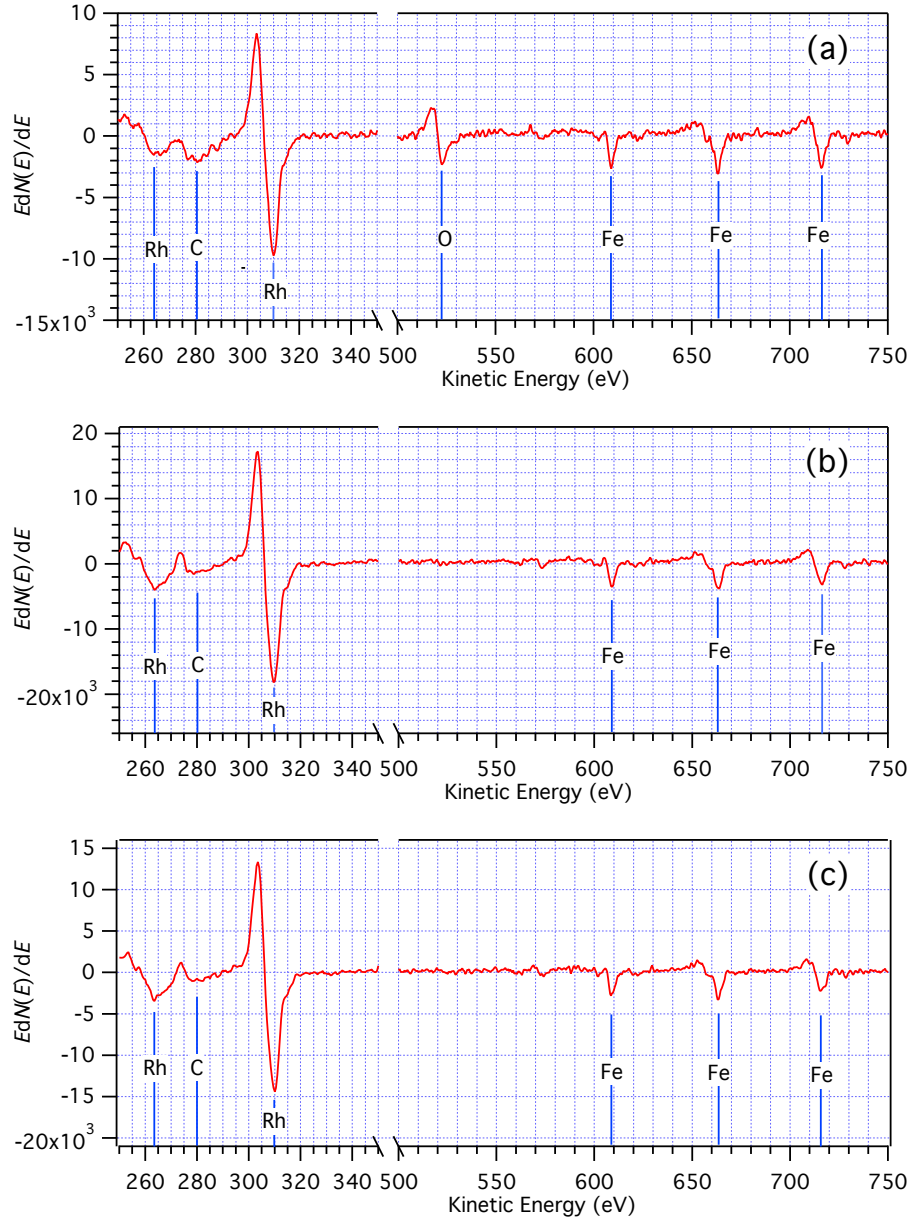 (a)
EdN(E)/dE
10
5
0
-5
-10
-15x10³
Rh
C
Rh
O
Fe
Fe
Fe
260 280 300 320 340 500 550 600 650 700 750
Kinetic Energy (eV)
(b)
EdN(E)/dE
20
10
0
-10
-20x10³
Rh
C
Rh
Fe
Fe
Fe
260 280 300 320 340 500 550 600 650 700 750
Kinetic Energy (eV)
(c)
EdN(E)/dE
15
10
5
0
-5
-10
-15
-20x10³
Rh
C
Rh
Fe
Fe
Fe
260 280 300 320 340 500 550 600 650 700 750
Kinetic Energy (eV)